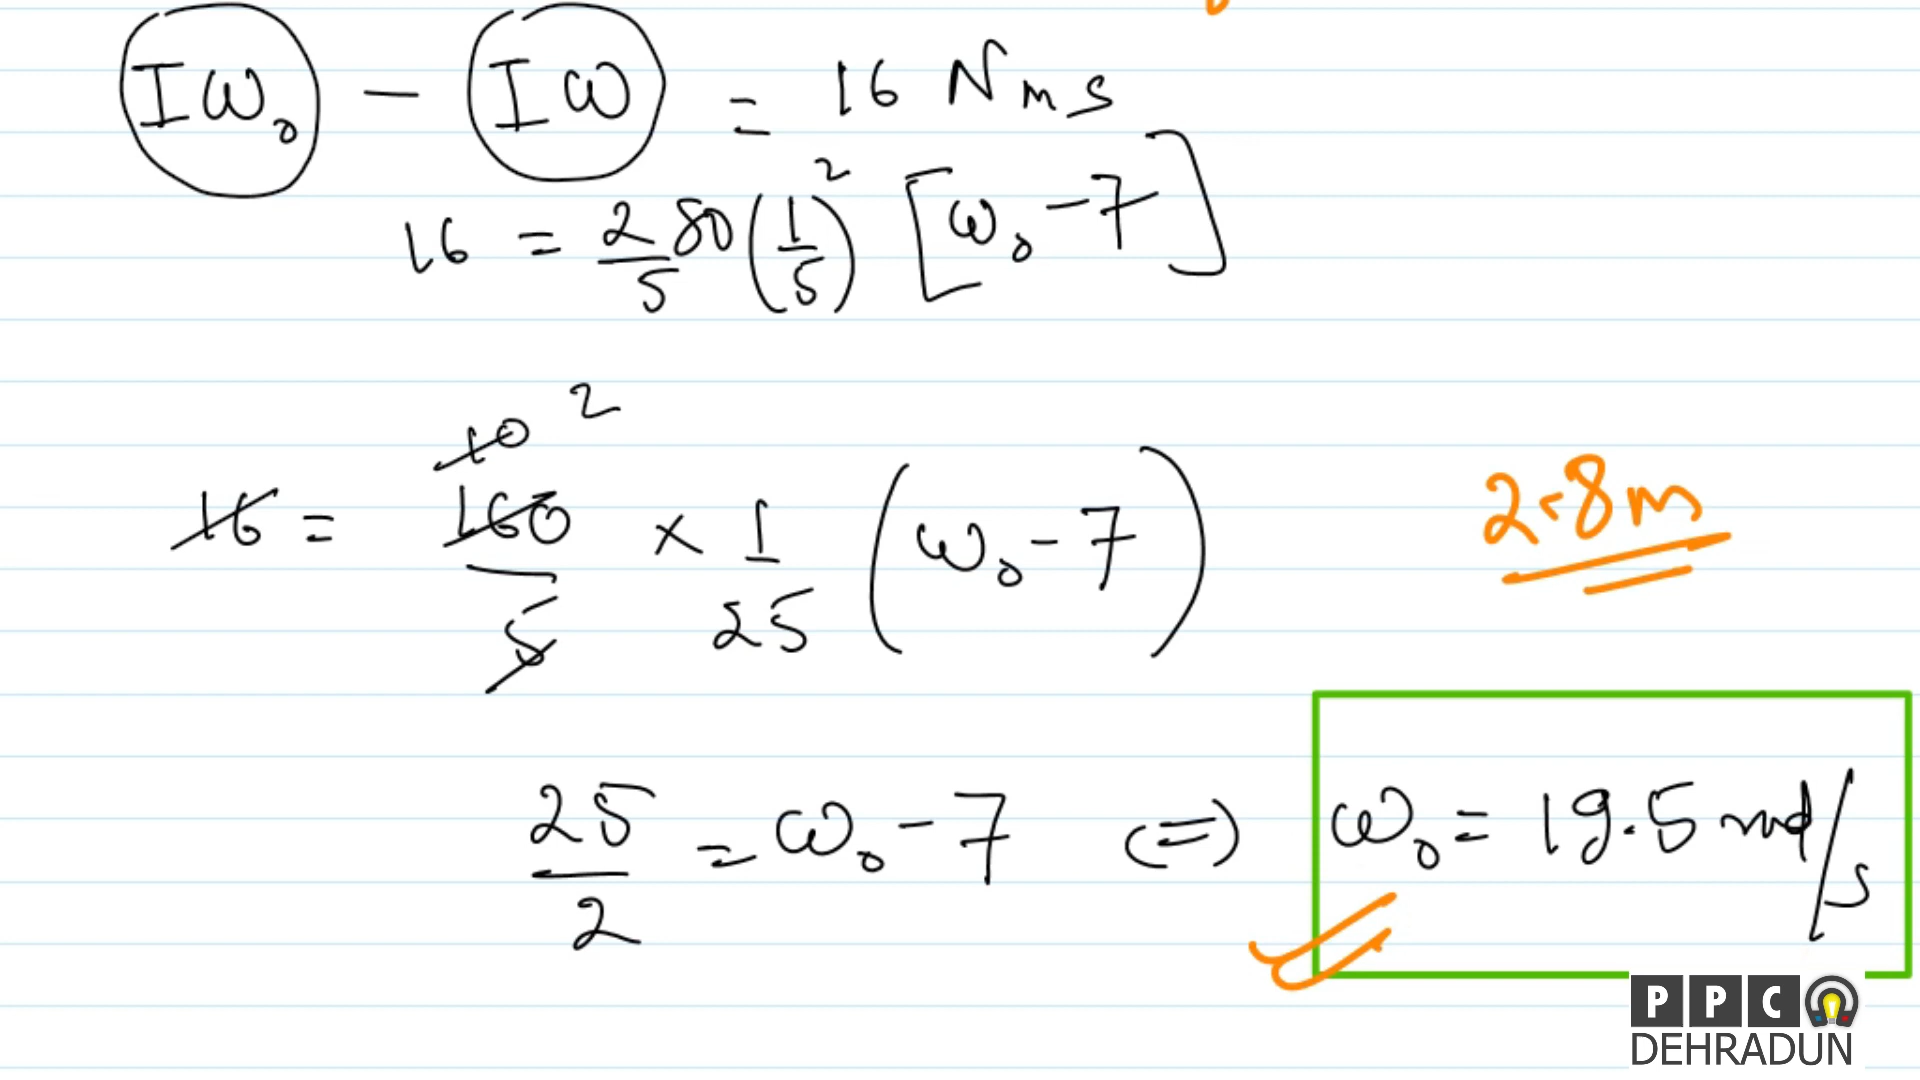 Iω₀ − Iω = 16 Nms
16 = 2/5 80 (1/5)² [ω₀ − 7]
10 2
16 = 160/5 × 1/25 (ω₀ − 7)
2.8m
25/2 = ω₀ − 7 (=) ω₀ = 19.5 rad/s
PPC
DEHRADUN